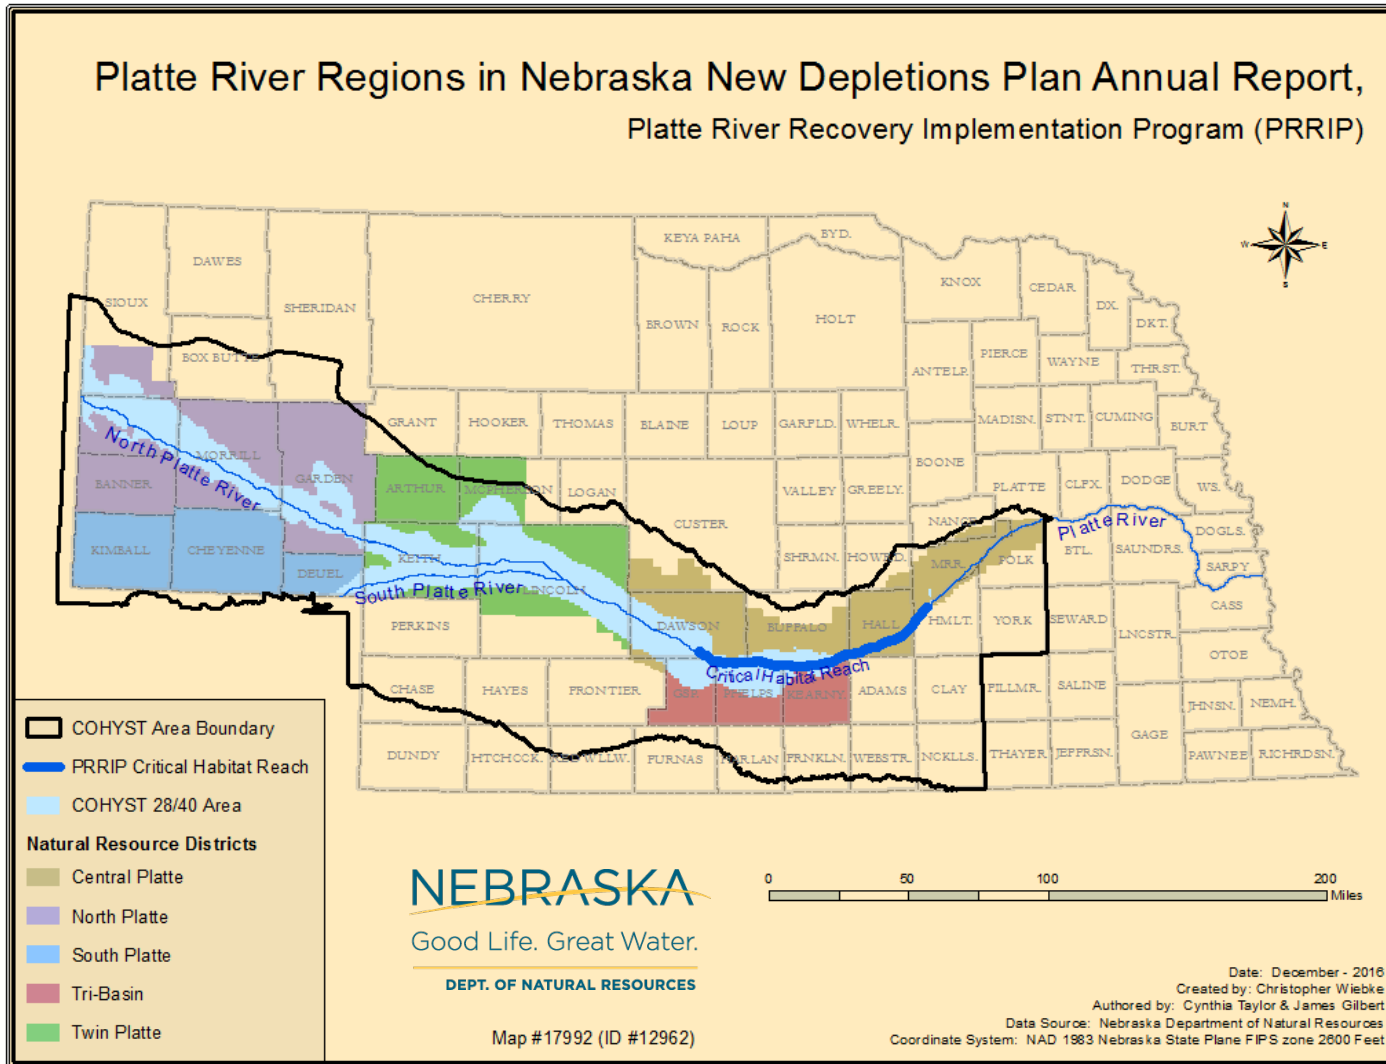 Platte River Regions in Nebraska New Depletions Plan Annual Report,
Platte River Recovery Implementation Program (PRRIP)
N
W E
S
KEYA PAHA
BYD.
DAWES
SIOUX
SHERIDAN
CHERRY
KNOX
CEDAR
DX.
DKT.
BROWN
ROCK
HOLT
BOX BUTTE
ANTELP.
PIERCE
WAYNE
THRST.
GRANT
HOOKER
THOMAS
BLAINE
LOUP
GARFLD.
WHELR.
MADISN.
STNT.
CUMING
BURT
North Platte River
MORRILL
BANNER
GARDEN
ARTHUR
MCPHERSON
LOGAN
CUSTER
VALLEY
GREELY.
BOONE
PLATTE
CLFX.
DODGE
WS.
NANCE
Platte River
DOGLS.
KIMBALL
CHEYENNE
DEUEL
KEITH
LINCOLN
South Platte River
SHRMN.
HOWRD.
MRR.
POLK
BTL.
SAUNDRS.
SARPY
CASS
PERKINS
DAWSON
BUFFALO
HALL
HMLT.
YORK
SEWARD
LNCSTR.
OTOE
Critical Habitat Reach
CHASE
HAYES
FRONTIER
GSP.
PHELPS
KEARNY.
ADAMS
CLAY
FILLMR.
SALINE
JHNSN.
NEMH.
GAGE
DUNDY
HTCHCCK.
RED WLLW.
FURNAS
HARLAN
FRNKLN.
WEBSTR.
NCKLLS.
THAYER
JEFFRSN.
PAWNEE
RICHRDSN.
COHYST Area Boundary
PRRIP Critical Habitat Reach
COHYST 28/40 Area
Natural Resource Districts
Central Platte
North Platte
South Platte
Tri-Basin
Twin Platte
NEBRASKA
Good Life. Great Water.
DEPT. OF NATURAL RESOURCES
Map #17992 (ID #12962)
0 50 100 200
Miles
Date: December - 2016
Created by: Christopher Wiebke
Authored by: Cynthia Taylor & James Gilbert
Data Source: Nebraska Department of Natural Resources
Coordinate System: NAD 1983 Nebraska State Plane FIPS zone 2600 Feet